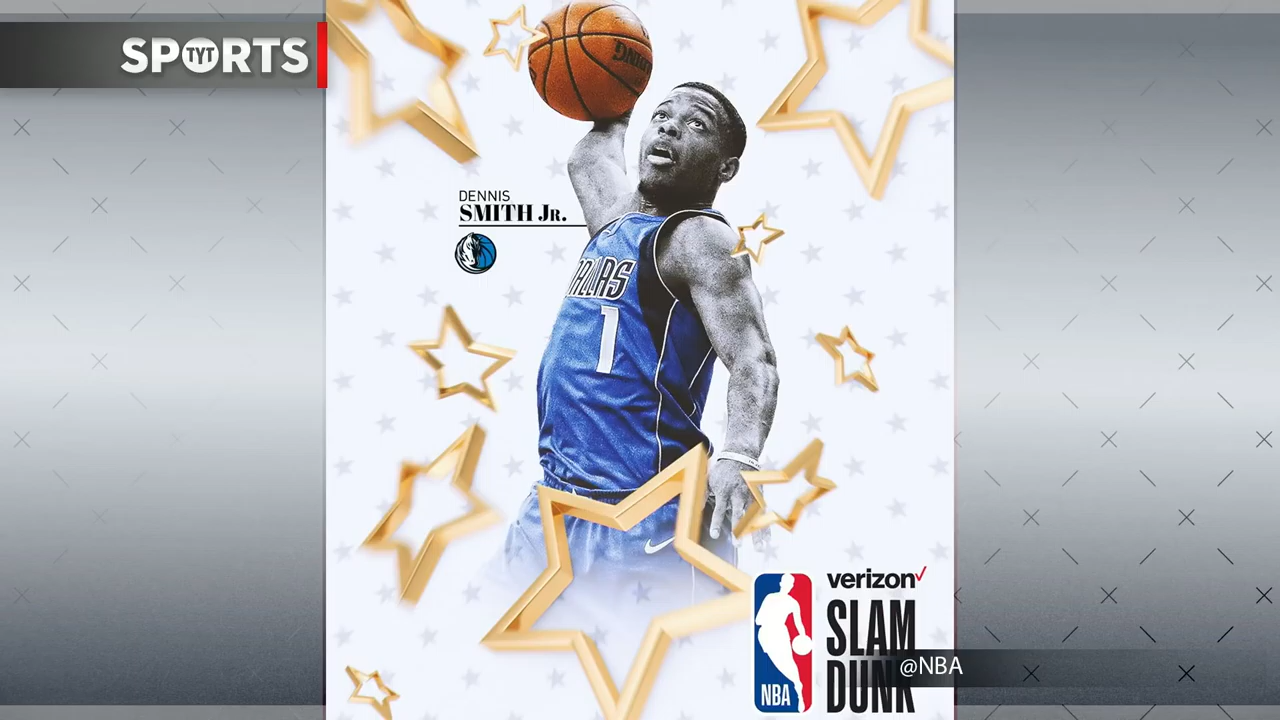 SPORTS
TYT
DENNIS
SMITH JR.
DALLAS
1
verizon
SLAM
DUNK
NBA
@NBA